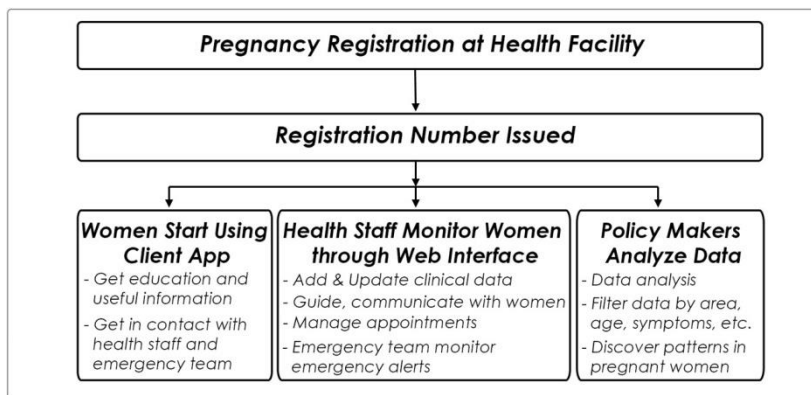 Pregnancy Registration at Health Facility
Registration Number Issued
Women Start Using
Client App
- Get education and
useful information
- Get in contact with
health staff and
emergency team
Health Staff Monitor Women
through Web Interface
- Add & Update clinical data
- Guide, communicate with women
- Manage appointments
- Emergency team monitor
emergency alerts
Policy Makers
Analyze Data
- Data analysis
- Filter data by area,
age, symptoms, etc.
- Discover patterns in
pregnant women